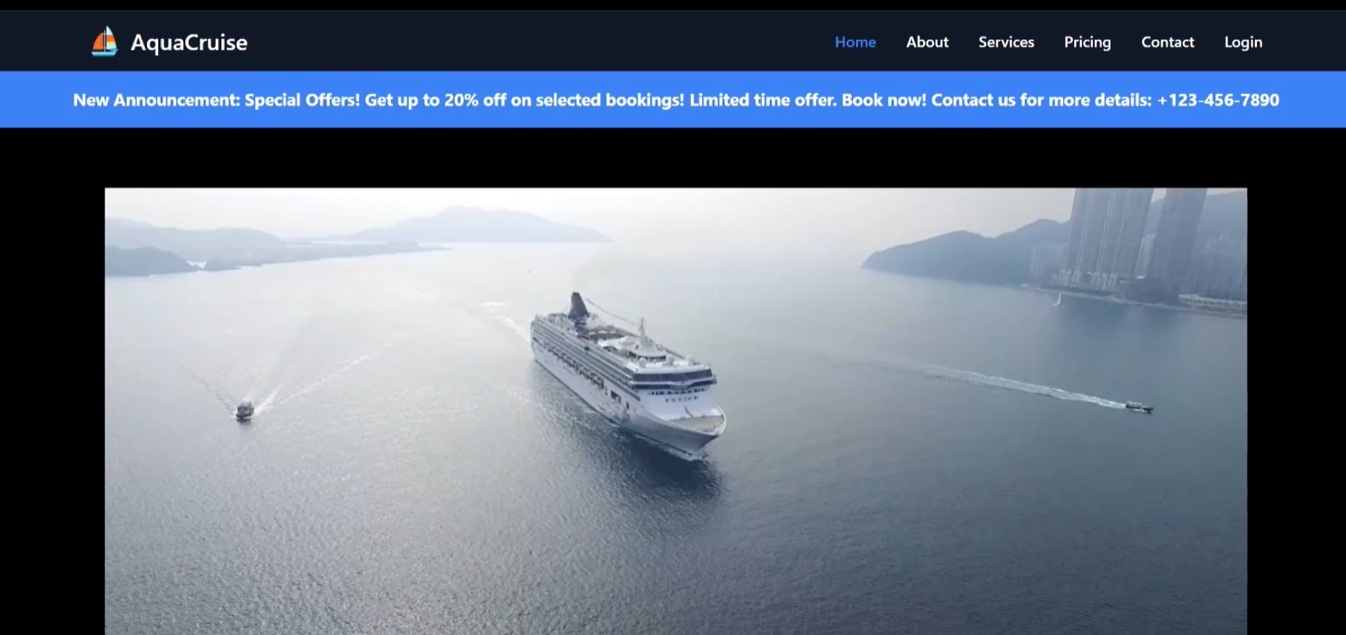 AquaCruise
Home About Services Pricing Contact Login
New Announcement: Special Offers! Get up to 20% off on selected bookings! Limited time offer. Book now! Contact us for more details: +123-456-7890